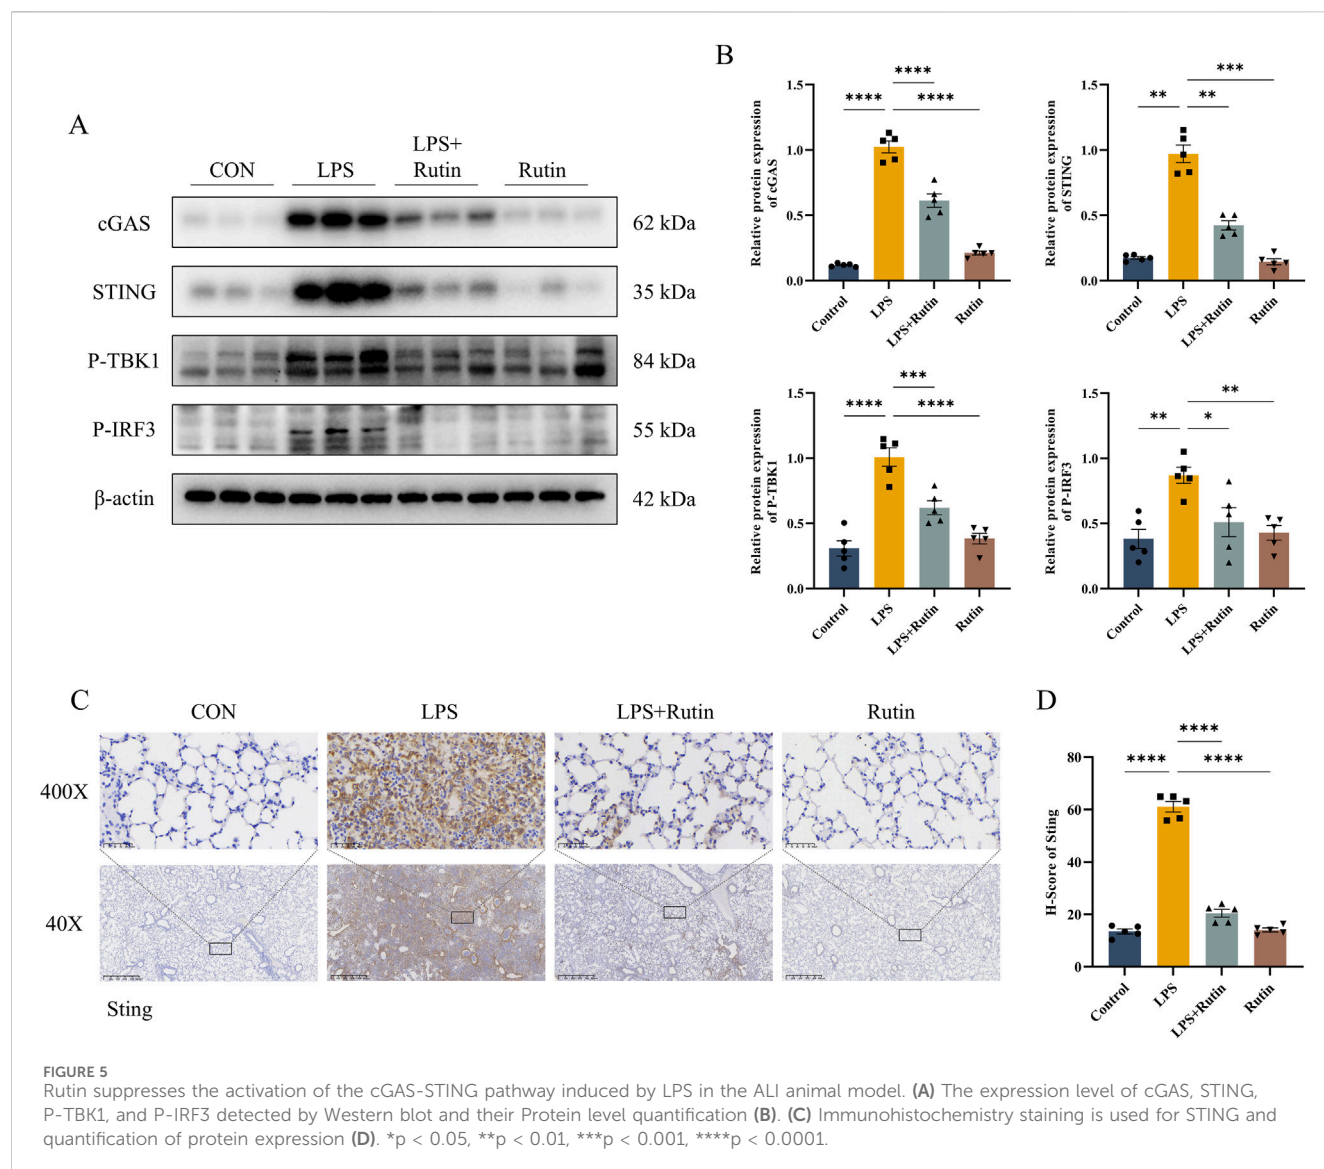 A
CON
LPS
LPS+
Rutin
Rutin
cGAS
62 kDa
STING
35 kDa
P-TBK1
84 kDa
P-IRF3
55 kDa
β-actin
42 kDa
B
Relative protein expression
of cGAS
1.5
1.0
0.5
0.0
****
****
****
Control
LPS
LPS+Rutin
Rutin
Relative protein expression
of STING
1.5
1.0
0.5
0.0
***
**
**
Control
LPS
LPS+Rutin
Rutin
Relative protein expression
of P-TBK1
1.5
1.0
0.5
0.0
***
****
****
Control
LPS
LPS+Rutin
Rutin
Relative protein expression
of P-IRF3
1.5
1.0
0.5
0.0
**
**
*
Control
LPS
LPS+Rutin
Rutin
C
CON
LPS
LPS+Rutin
Rutin
400X
40X
Sting
D
H-Score of Sting
80
60
40
20
0
****
****
****
Control
LPS
LPS+Rutin
Rutin
FIGURE 5
Rutin suppresses the activation of the cGAS-STING pathway induced by LPS in the ALI animal model. (A) The expression level of cGAS, STING,
P-TBK1, and P-IRF3 detected by Western blot and their Protein level quantification (B). (C) Immunohistochemistry staining is used for STING and
quantification of protein expression (D). *p < 0.05, **p < 0.01, ***p < 0.001, ****p < 0.0001.